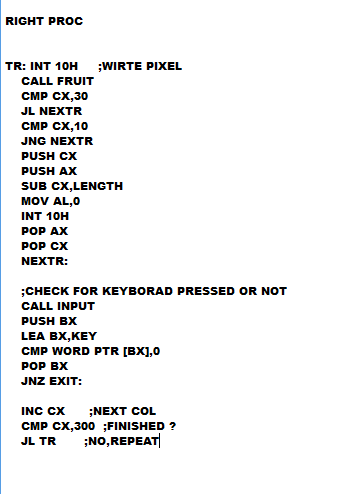 RIGHT PROC
TR: INT 10H ;WIRTE PIXEL
CALL FRUIT
CMP CX,30
JL NEXTR
CMP CX,10
JNG NEXTR
PUSH CX
PUSH AX
SUB CX,LENGTH
MOV AL,0
INT 10H
POP AX
POP CX
NEXTR:
;CHECK FOR KEYBORAD PRESSED OR NOT
CALL INPUT
PUSH BX
LEA BX,KEY
CMP WORD PTR [BX],0
POP BX
JNZ EXIT:
INC CX ;NEXT COL
CMP CX,300 ;FINISHED ?
JL TR ;NO,REPEAT